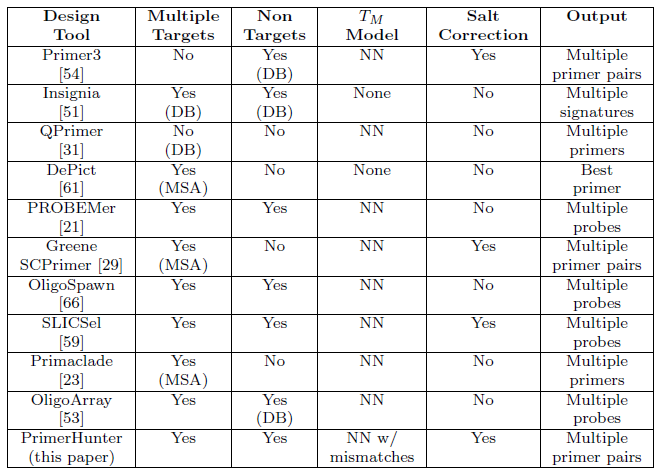 Design Multiple Non T_M Salt Output
Tool Targets Targets Model Correction
Primer3 No Yes NN Yes Multiple
[54] (DB) primer pairs
Insignia Yes Yes None No Multiple
[51] (DB) (DB) signatures
QPrimer No No NN No Multiple
[31] (DB) primers
DePict Yes No None No Best
[61] (MSA) primer
PROBEMer Yes Yes NN No Multiple
[21] probes
Greene Yes No NN Yes Multiple
SCPrimer [29] (MSA) primer pairs
OligoSpawn Yes Yes NN No Multiple
[66] probes
SLICSel Yes Yes NN Yes Multiple
[59] probes
Primaclade Yes No NN No Multiple
[23] (MSA) primers
OligoArray Yes Yes NN No Multiple
[53] (DB) probes
PrimerHunter Yes Yes NN w/ Yes Multiple
(this paper) mismatches primer pairs